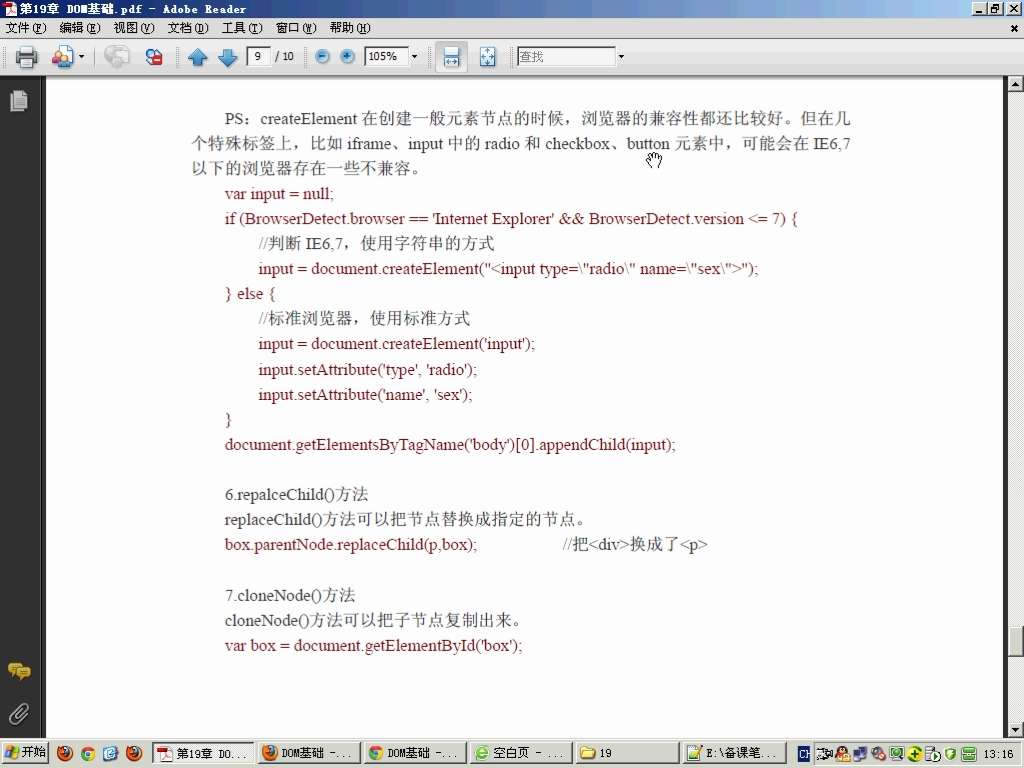 第19章 DOM基础.pdf - Adobe Reader
文件(F) 编辑(E) 视图(V) 文档(D) 工具(T) 窗口(W) 帮助(H)
9 / 10 105% 查找
PS：createElement 在创建一般元素节点的时候，浏览器的兼容性都还比较好。但在几
个特殊标签上，比如 iframe、input 中的 radio 和 checkbox、button 元素中，可能会在 IE6,7
以下的浏览器存在一些不兼容。
var input = null;
if (BrowserDetect.browser == 'Internet Explorer' && BrowserDetect.version <= 7) {
//判断 IE6,7，使用字符串的方式
input = document.createElement("<input type=\"radio\" name=\"sex\">");
} else {
//标准浏览器，使用标准方式
input = document.createElement('input');
input.setAttribute('type', 'radio');
input.setAttribute('name', 'sex');
}
document.getElementsByTagName('body')[0].appendChild(input);
6.repalceChild()方法
replaceChild()方法可以把节点替换成指定的节点。
box.parentNode.replaceChild(p,box); //把<div>换成了<p>
7.cloneNode()方法
cloneNode()方法可以把子节点复制出来。
var box = document.getElementById('box');
开始 第19章 DO... DOM基础 -... DOM基础 -... 空白页 - ... 19 E:\备课笔... CH 13:16